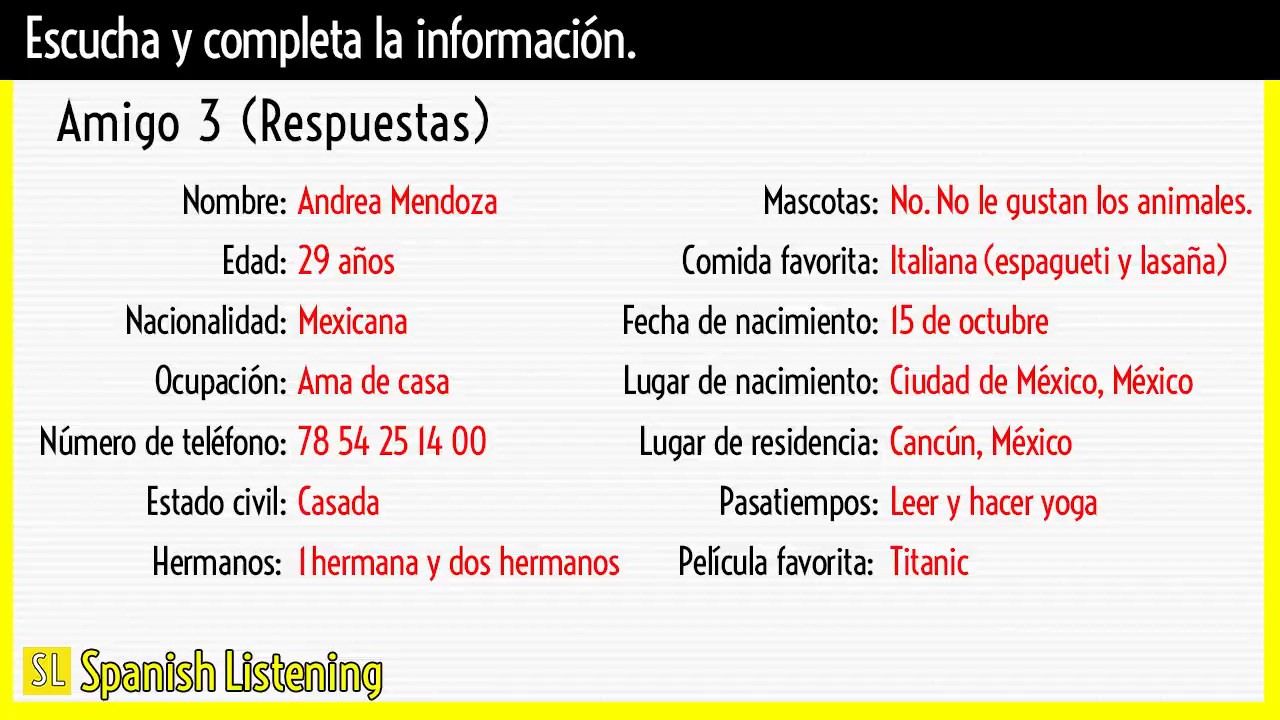 Escucha y completa la información.
Amigo 3 (Respuestas)
Nombre: Andrea Mendoza
Edad: 29 años
Nacionalidad: Mexicana
Ocupación: Ama de casa
Número de teléfono: 78 54 25 14 00
Estado civil: Casada
Hermanos: 1 hermana y dos hermanos
Mascotas: No. No le gustan los animales.
Comida favorita: Italiana (espagueti y lasaña)
Fecha de nacimiento: 15 de octubre
Lugar de nacimiento: Ciudad de México, México
Lugar de residencia: Cancún, México
Pasatiempos: Leer y hacer yoga
Película favorita: Titanic
SL Spanish Listening